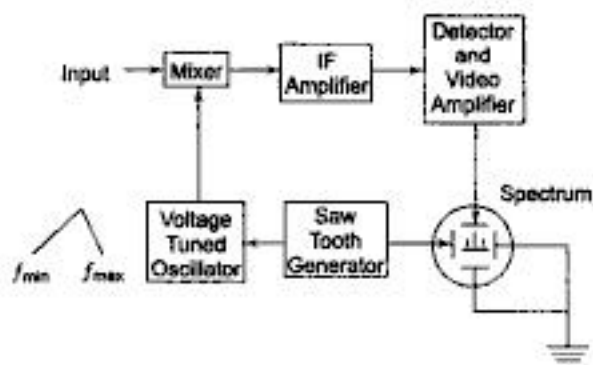 Input
Mixer
IF
Amplifier
Detector
and
Video
Amplifier
Spectrum
Voltage
Tuned
Oscillator
Saw
Tooth
Generator
fmin
fmax